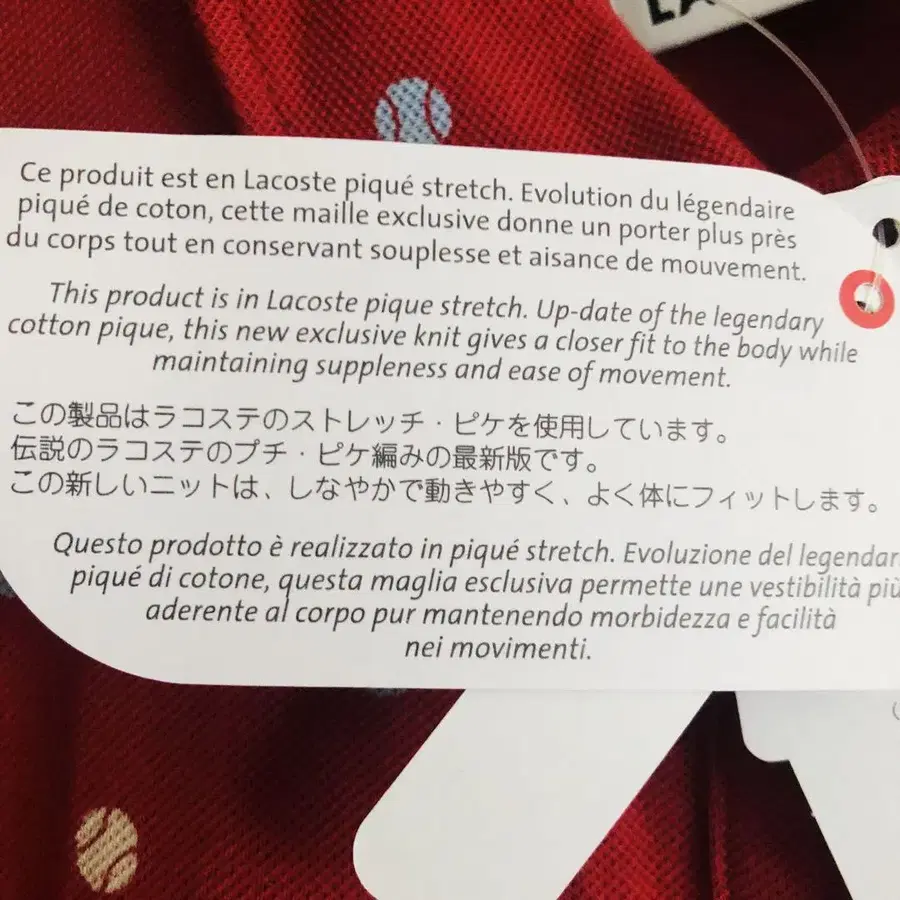 Ce produit est en Lacoste piqué stretch. Evolution du légendaire
piqué de coton, cette maille exclusive donne un porter plus près
du corps tout en conservant souplesse et aisance de mouvement.
This product is in Lacoste pique stretch. Up-date of the legendary
cotton pique, this new exclusive knit gives a closer fit to the body while
maintaining suppleness and ease of movement.
この製品はラコステのストレッチ・ピケを使用しています。
伝説のラコステのプチ・ピケ編みの最新版です。
この新しいニットは、しなやかで動きやすく、よく体にフィットします。
Questo prodotto è realizzato in piqué stretch. Evoluzione del
piqué di cotone, questa maglia esclusiva permette une vestibilità più
aderente al corpo pur mantenendo morbidezza e facilità
nei movimenti.